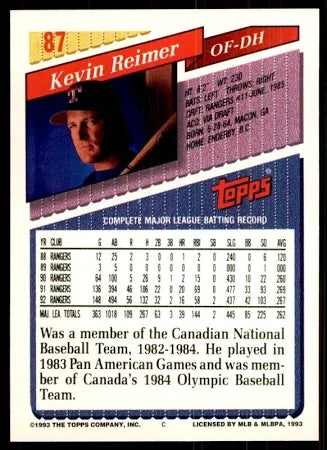 87
Kevin Reimer
OF-DH
HT: 6'2" WT: 230
BATS: LEFT THROWS: RIGHT
DRFT: RANGERS #11-JUNE, 1985
ACQ: VIA DRAFT
BORN: 6-28-64, MACON, GA
HOME: ENDERBY, B.C.
T
TOPPS
COMPLETE MAJOR LEAGUE BATTING RECORD
YR CLUB G AB R H 2B 3B HR RBI SB SLG BB SO AVG
88 RANGERS 12 25 2 3 0 0 1 2 0 .240 0 6 .120
89 RANGERS 3 5 0 0 0 0 0 0 0 .000 0 1 .000
90 RANGERS 64 100 5 26 9 1 2 15 0 .430 10 22 .260
91 RANGERS 136 394 46 106 22 0 20 69 0 .477 33 93 .269
92 RANGERS 148 494 56 132 32 2 16 58 2 .437 42 103 .267
MAJ. LEA. TOTALS 363 1018 109 267 63 3 39 144 2 .445 85 225 .262
Was a member of the Canadian National
Baseball Team, 1982-1984. He played in
1983 Pan American Games and was mem-
ber of Canada's 1984 Olympic Baseball
Team.
©1993 THE TOPPS COMPANY, INC. C LICENSED BY MLB & MLBPA, 1993